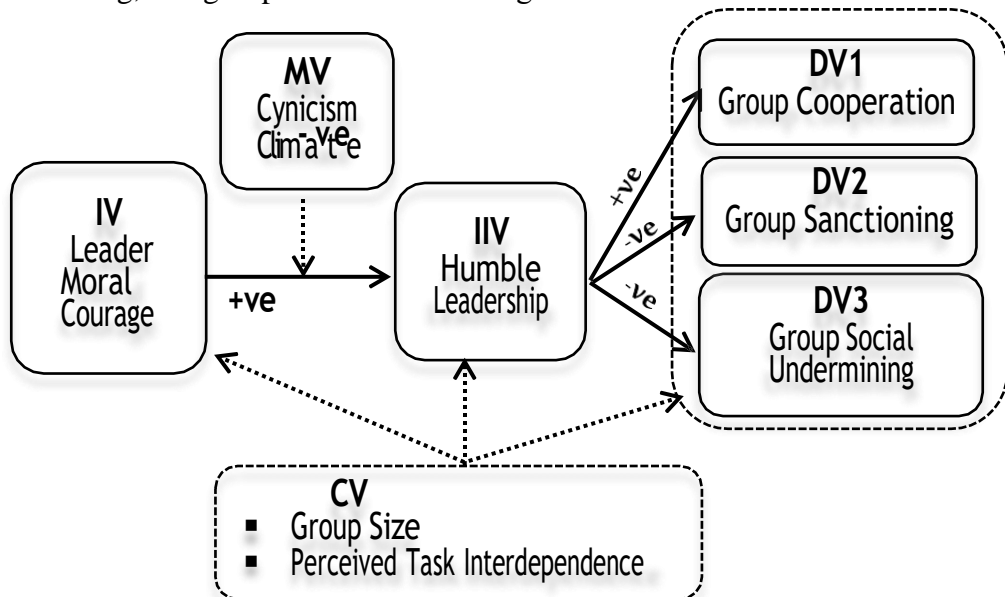 MV
Cynicism
Climate
-ve
IV
Leader
Moral
Courage
+ve
IIV
Humble
Leadership
+ve
-ve
-ve
DV1
Group Cooperation
DV2
Group Sanctioning
DV3
Group Social
Undermining
CV
▪ Group Size
▪ Perceived Task Interdependence